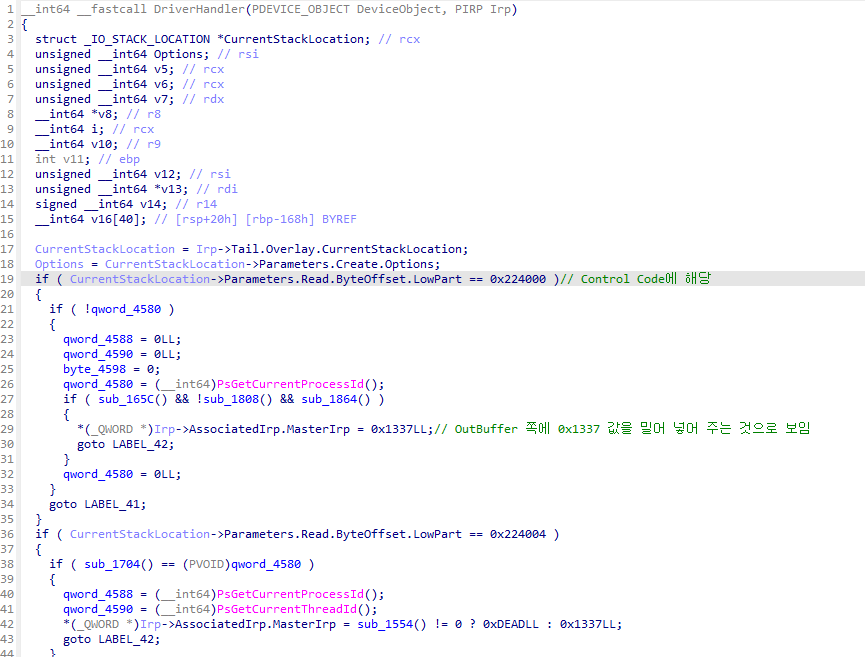 1 __int64 __fastcall DriverHandler(PDEVICE_OBJECT DeviceObject, PIRP Irp)
2 {
3 struct _IO_STACK_LOCATION *CurrentStackLocation; // rcx
4 unsigned __int64 Options; // rsi
5 unsigned __int64 v5; // rcx
6 unsigned __int64 v6; // rcx
7 unsigned __int64 v7; // rdx
8 __int64 *v8; // r8
9 __int64 i; // rcx
10 __int64 v10; // r9
11 int v11; // ebp
12 unsigned __int64 v12; // rsi
13 unsigned __int64 *v13; // rdi
14 signed __int64 v14; // r14
15 __int64 v16[40]; // [rsp+20h] [rbp-168h] BYREF
16
17 CurrentStackLocation = Irp->Tail.Overlay.CurrentStackLocation;
18 Options = CurrentStackLocation->Parameters.Create.Options;
19 if ( CurrentStackLocation->Parameters.Read.ByteOffset.LowPart == 0x224000 )// Control Code에 해당
20 {
21 if ( !qword_4580 )
22 {
23 qword_4588 = 0LL;
24 qword_4590 = 0LL;
25 byte_4598 = 0;
26 qword_4580 = (__int64)PsGetCurrentProcessId();
27 if ( sub_165C() && !sub_1808() && sub_1864() )
28 {
29 *(_QWORD *)Irp->AssociatedIrp.MasterIrp = 0x1337LL;// OutBuffer 쪽에 0x1337 값을 밀어 넣어 주는 것으로 보임
30 goto LABEL_42;
31 }
32 qword_4580 = 0LL;
33 }
34 goto LABEL_41;
35 }
36 if ( CurrentStackLocation->Parameters.Read.ByteOffset.LowPart == 0x224004 )
37 {
38 if ( sub_1704() == (PVOID)qword_4580 )
39 {
40 qword_4588 = (__int64)PsGetCurrentProcessId();
41 qword_4590 = (__int64)PsGetCurrentThreadId();
42 *(_QWORD *)Irp->AssociatedIrp.MasterIrp = sub_1554() != 0 ? 0xDEADLL : 0x1337LL;
43 goto LABEL_42;
44 }